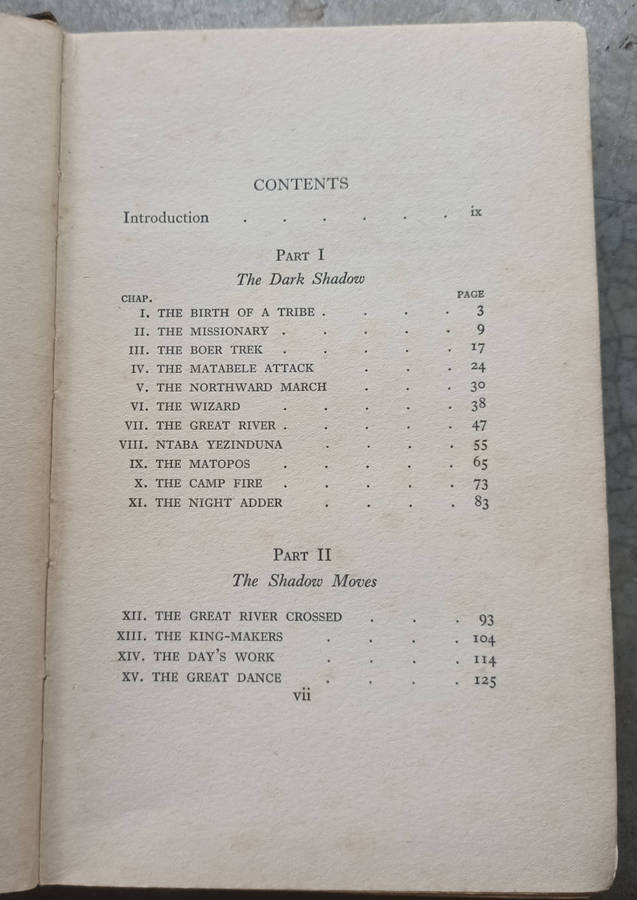 CONTENTS
Introduction . . . . . . ix
PART I
The Dark Shadow
CHAP. PAGE
I. THE BIRTH OF A TRIBE . . . . 3
II. THE MISSIONARY . . . . . 9
III. THE BOER TREK . . . . . 17
IV. THE MATABELE ATTACK . . . . 24
V. THE NORTHWARD MARCH . . . 30
VI. THE WIZARD . . . . . 38
VII. THE GREAT RIVER . . . . . 47
VIII. NTABA YEZINDUNA . . . . 55
IX. THE MATOPOS . . . . . 65
X. THE CAMP FIRE . . . . . 73
XI. THE NIGHT ADDER . . . . 83
PART II
The Shadow Moves
XII. THE GREAT RIVER CROSSED . . . 93
XIII. THE KING-MAKERS . . . . 104
XIV. THE DAY'S WORK . . . . 114
XV. THE GREAT DANCE . . . . 125
vii